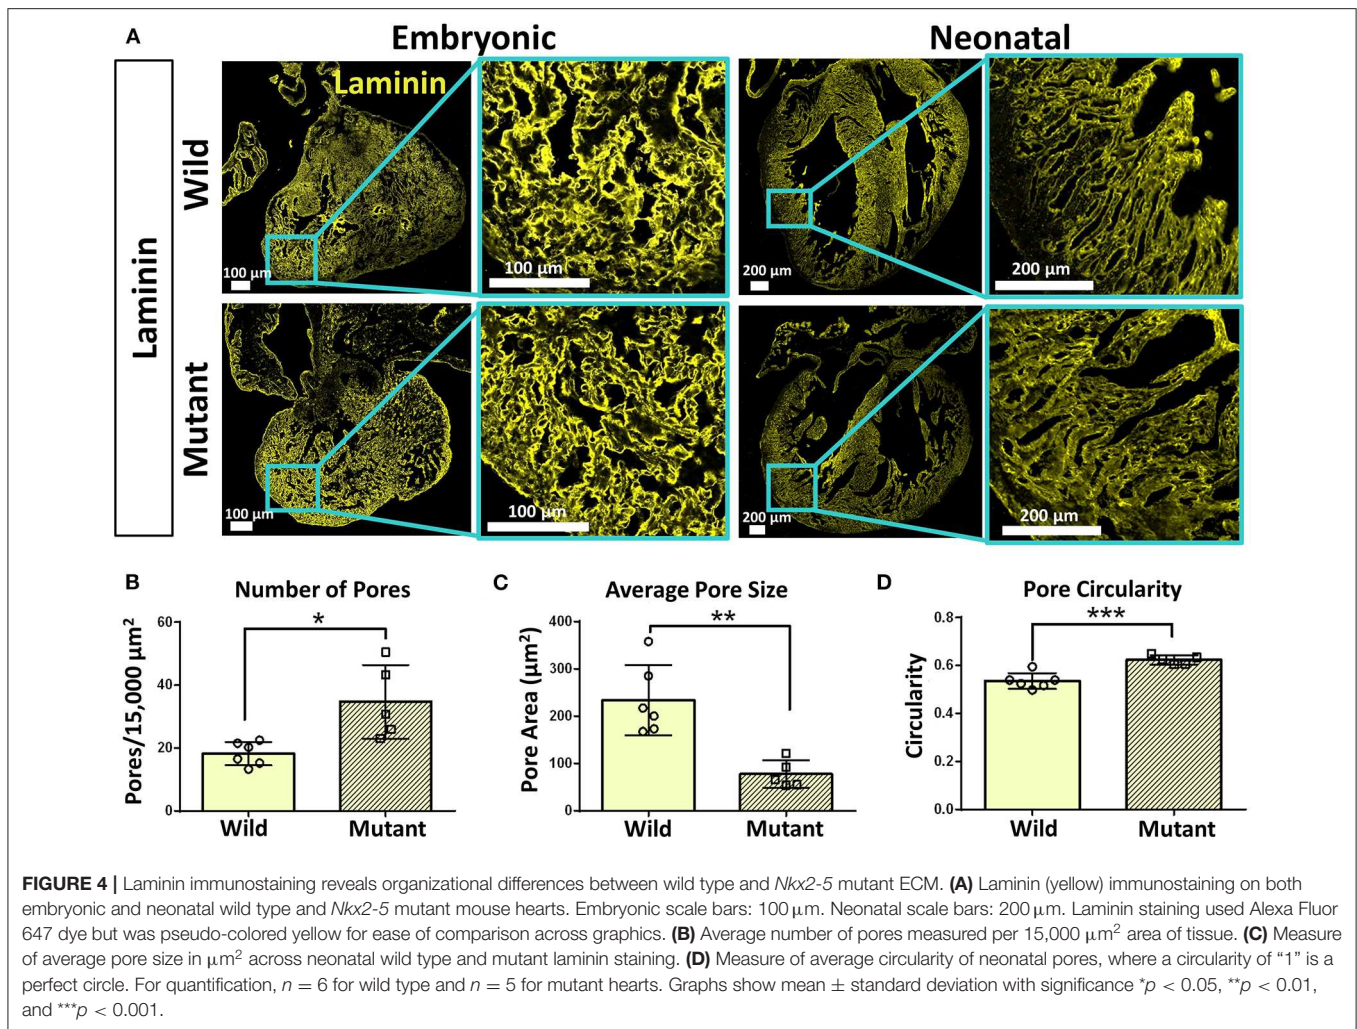 A
Embryonic
Neonatal
Laminin
Wild
Mutant
Laminin
100 µm
100 µm
200 µm
200 µm
100 µm
100 µm
200 µm
200 µm
B
Number of Pores
Pores/15,000 µm²
60
40
20
0
*
Wild
Mutant
C
Average Pore Size
Pore Area (µm²)
400
300
200
100
0
**
Wild
Mutant
D
Pore Circularity
Circularity
0.8
0.6
0.4
0.2
0.0
***
Wild
Mutant
FIGURE 4 | Laminin immunostaining reveals organizational differences between wild type and Nkx2-5 mutant ECM. (A) Laminin (yellow) immunostaining on both
embryonic and neonatal wild type and Nkx2-5 mutant mouse hearts. Embryonic scale bars: 100 µm. Neonatal scale bars: 200 µm. Laminin staining used Alexa Fluor
647 dye but was pseudo-colored yellow for ease of comparison across graphics. (B) Average number of pores measured per 15,000 µm² area of tissue. (C) Measure
of average pore size in µm² across neonatal wild type and mutant laminin staining. (D) Measure of average circularity of neonatal pores, where a circularity of “1” is a
perfect circle. For quantification, n = 6 for wild type and n = 5 for mutant hearts. Graphs show mean ± standard deviation with significance *p < 0.05, **p < 0.01,
and ***p < 0.001.